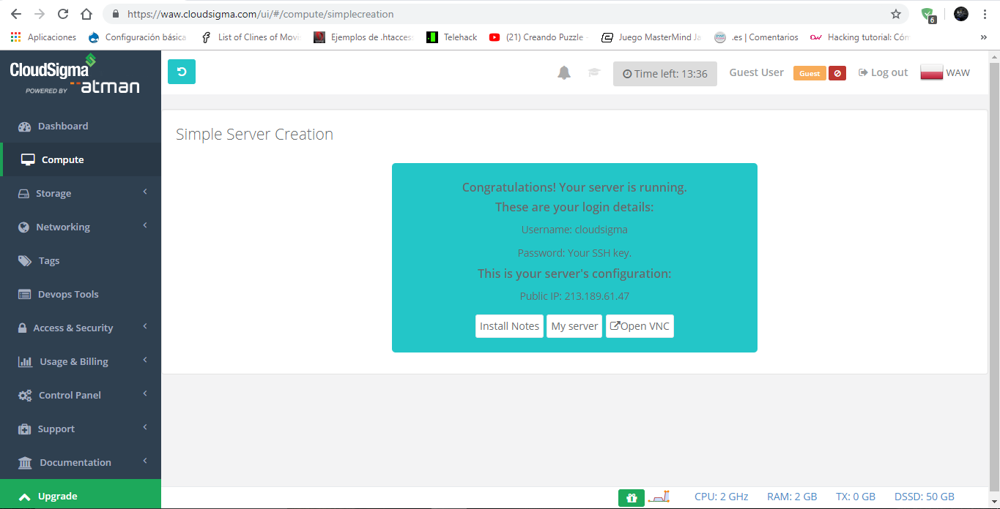 https://waw.cloudsigma.com/ui/#/compute/simplecreation
6
Aplicaciones
Configuración básica
List of Clines of Movi
Ejemplos de .htacces
Telehack
(21) Creando Puzzle -
Juego MasterMind Ja
.es | Comentarios
Hacking tutorial: Cóm
»
CloudSigma
POWERED BY atman
Time left: 13:36
Guest User
Guest
Log out
WAW
Dashboard
Compute
Storage
Networking
Tags
Devops Tools
Access & Security
Usage & Billing
Control Panel
Support
Documentation
Upgrade
Simple Server Creation
Congratulations! Your server is running.
These are your login details:
Username: cloudsigma
Password: Your SSH key.
This is your server's configuration:
Public IP: 213.189.61.47
Install Notes
My server
Open VNC
CPU: 2 GHz
RAM: 2 GB
TX: 0 GB
DSSD: 50 GB